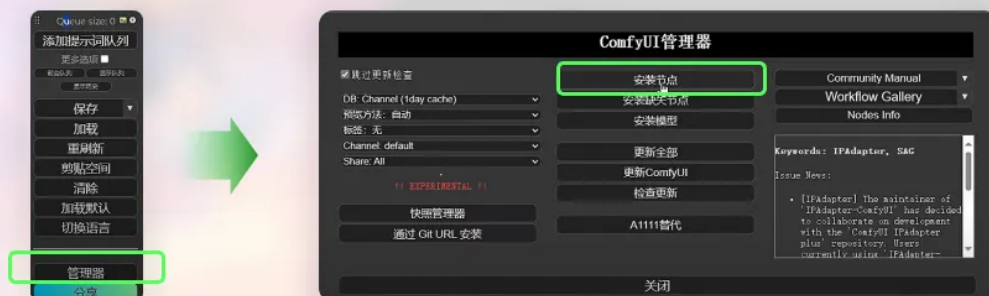 Queue size: 0
添加提示词队列
更多选项
显示队列
显示历史
保存
加载
重刷新
剪贴空间
清除
加载默认
切换语言
管理器
分享
ComfyUI管理器
跳过更新检查
DB: Channel (1day cache)
预览方法: 自动
标签: 无
Channel: default
Share: All
!! EXPERIMENTAL !!
快照管理器
通过 Git URL 安装
安装节点
安装缺失节点
安装模型
更新全部
更新ComfyUI
检查更新
A1111替代
Community Manual
Workflow Gallery
Nodes Info
Keywords: IPAdapter, SAG
Issue News:
• [IPAdapter] The maintainer of
'IPAdapter-ComfyUI' has decided
to collaborate on development
with the 'ComfyUI IPAdapter
plus' repository. Users
currently using 'IPAdapter-
关闭